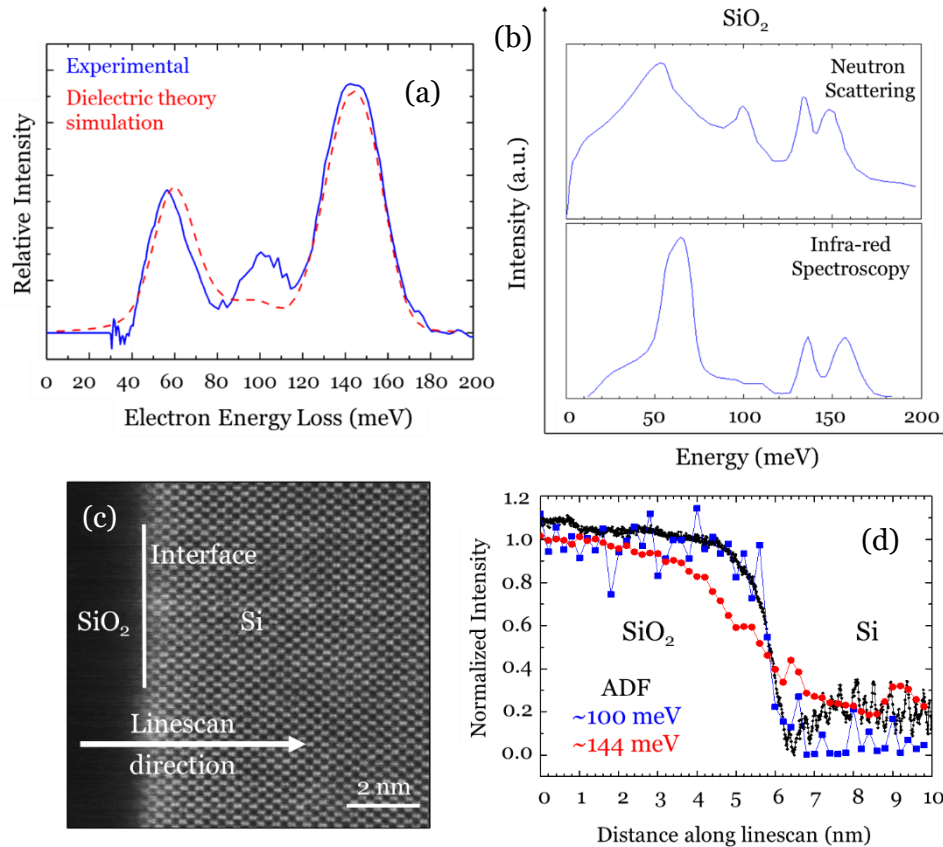 Experimental
Dielectric theory
simulation
(a)
Relative Intensity
0 20 40 60 80 100 120 140 160 180 200
Electron Energy Loss (meV)
(b)
SiO₂
Neutron
Scattering
Infra-red
Spectroscopy
Intensity (a.u.)
0 50 100 150 200
Energy (meV)
(c)
Interface
SiO₂
Si
Linescan
direction
2 nm
(d)
Normalized Intensity
1.2
1.0
0.8
0.6
0.4
0.2
0.0
SiO₂
Si
ADF
~100 meV
~144 meV
0 1 2 3 4 5 6 7 8 9 10
Distance along linescan (nm)